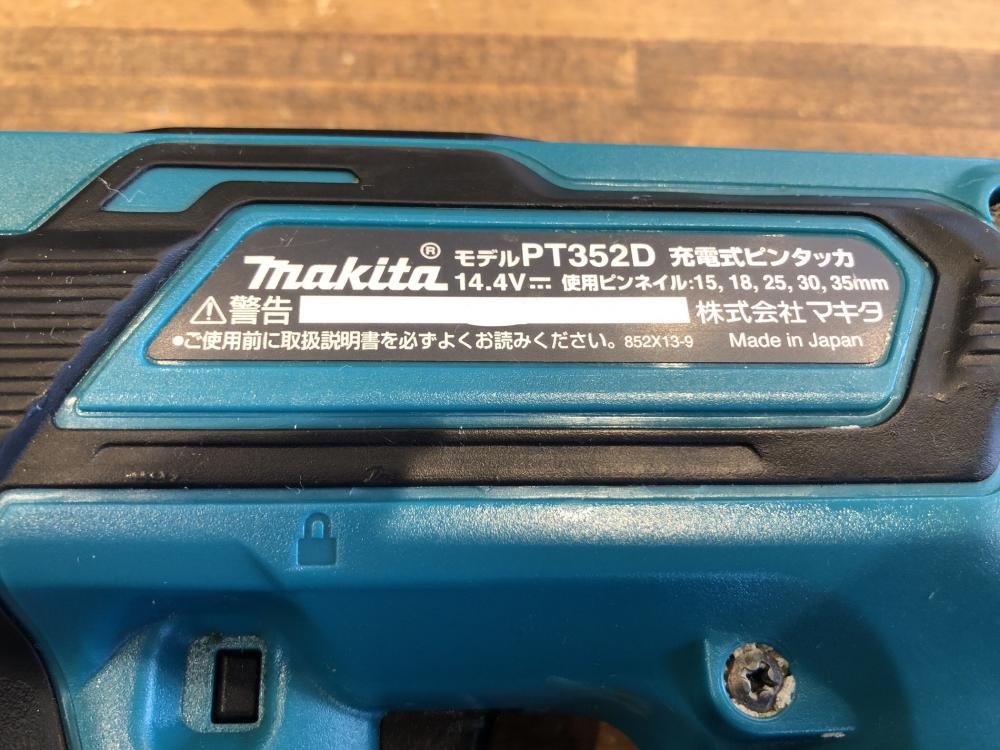 makita® モデルPT352D 充電式ピンタッカ
14.4V⎓ 使用ピンネイル:15, 18, 25, 30, 35mm
⚠警告 株式会社マキタ
●ご使用前に取扱説明書を必ずよくお読みください。 852X13-9 Made in Japan